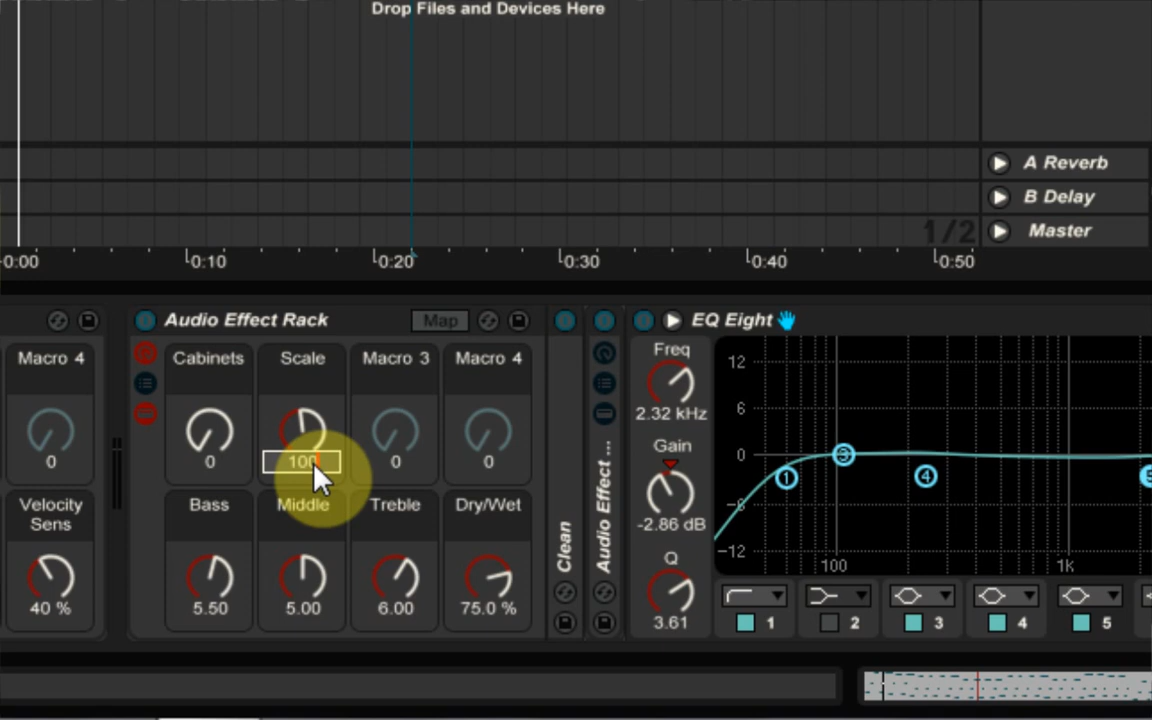 Drop Files and Devices Here
A Reverb
B Delay
1/2
Master
0:00
0:10
0:20
0:30
0:40
0:50
Audio Effect Rack
Map
EQ Eight
Macro 4
Cabinets
Scale
Macro 3
Macro 4
0
0
100
0
0
Velocity
Sens
Bass
Middle
Treble
Dry/Wet
40 %
5.50
5.00
6.00
75.0 %
Clean
Audio Effect ...
Freq
2.32 kHz
Gain
-2.86 dB
Q
3.61
12
6
0
-6
-12
100
1k
1
3
4
5
1
2
3
4
5